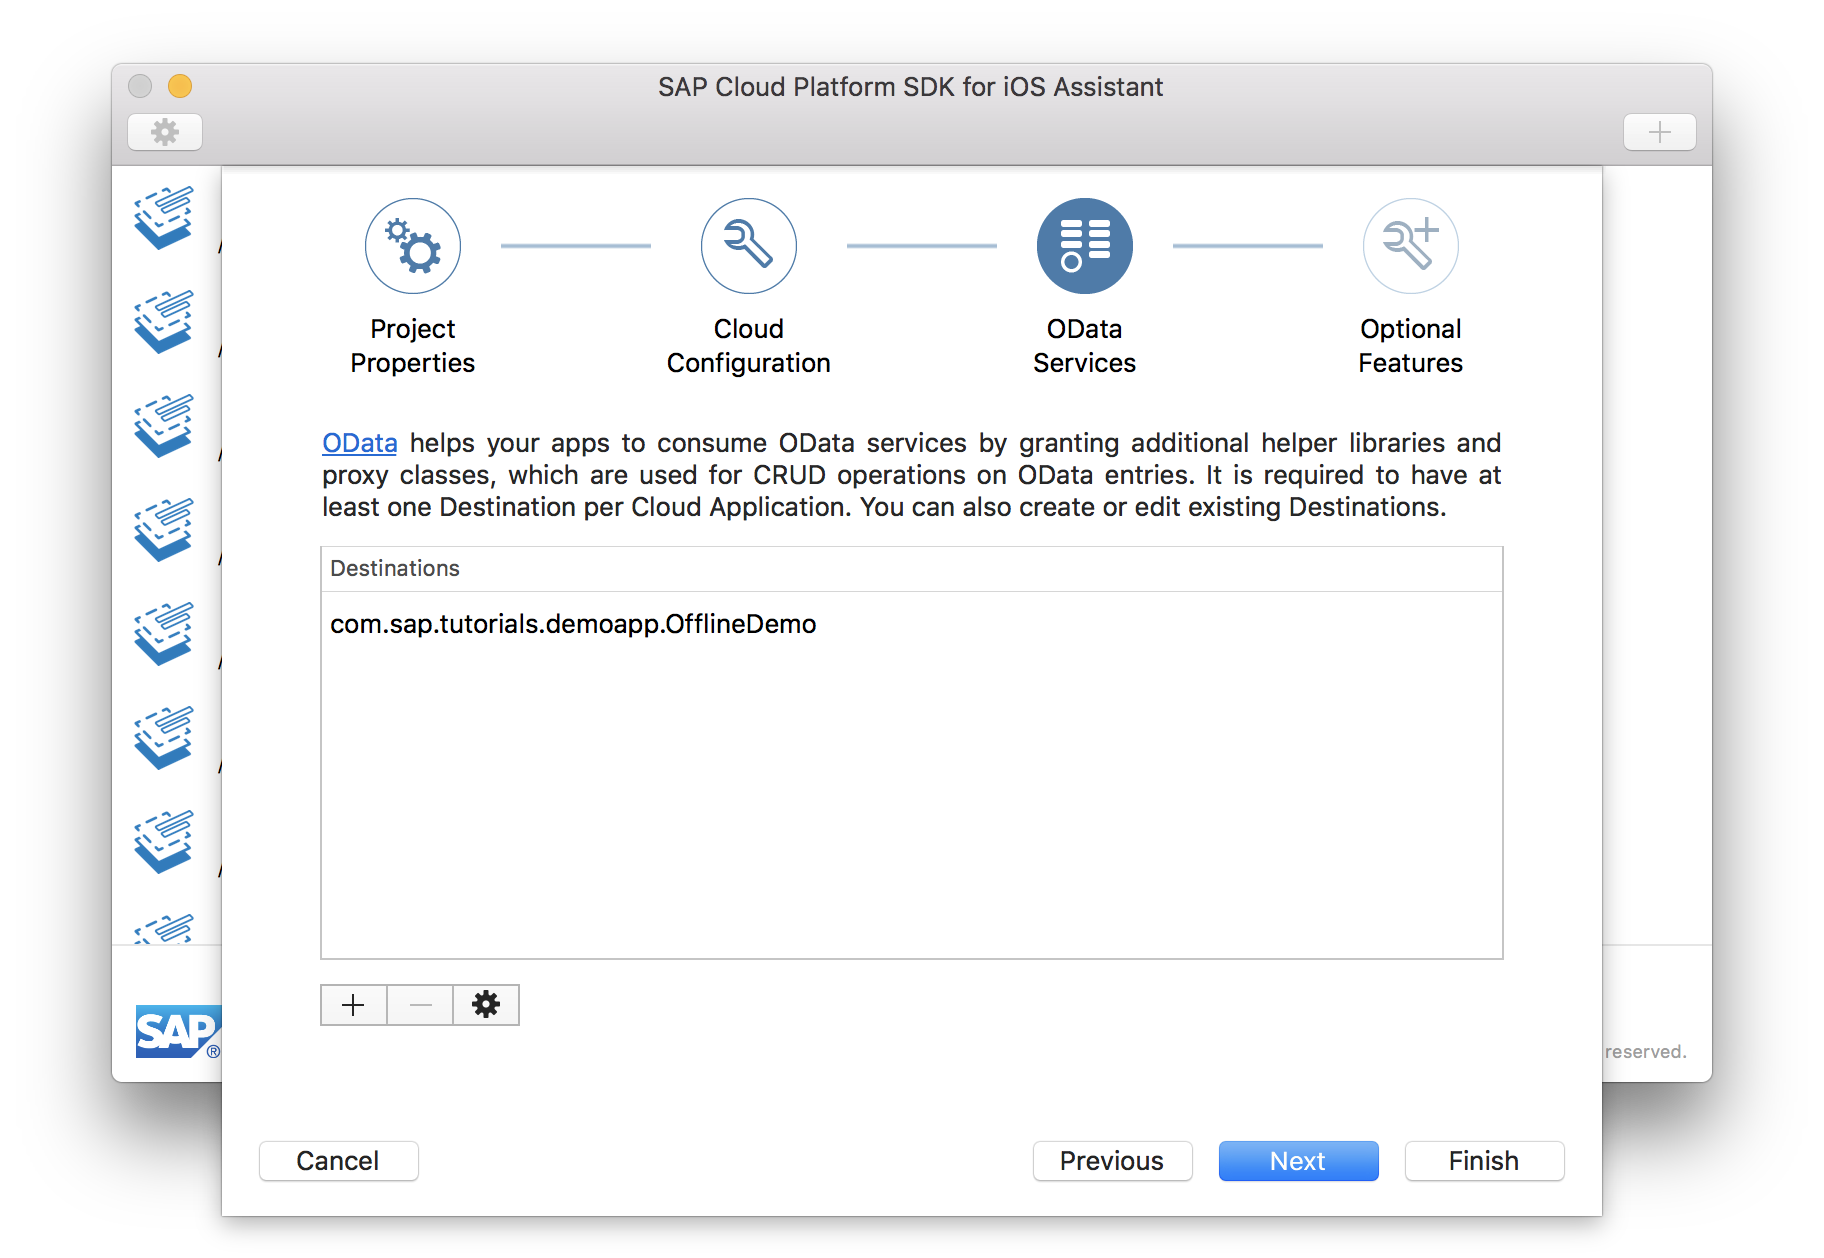 SAP Cloud Platform SDK for iOS Assistant
Project
Properties
Cloud
Configuration
OData
Services
Optional
Features
OData helps your apps to consume OData services by granting additional helper libraries and
proxy classes, which are used for CRUD operations on OData entries. It is required to have at
least one Destination per Cloud Application. You can also create or edit existing Destinations.
Destinations
com.sap.tutorials.demoapp.OfflineDemo
SAP ®
reserved.
Cancel
Previous
Next
Finish